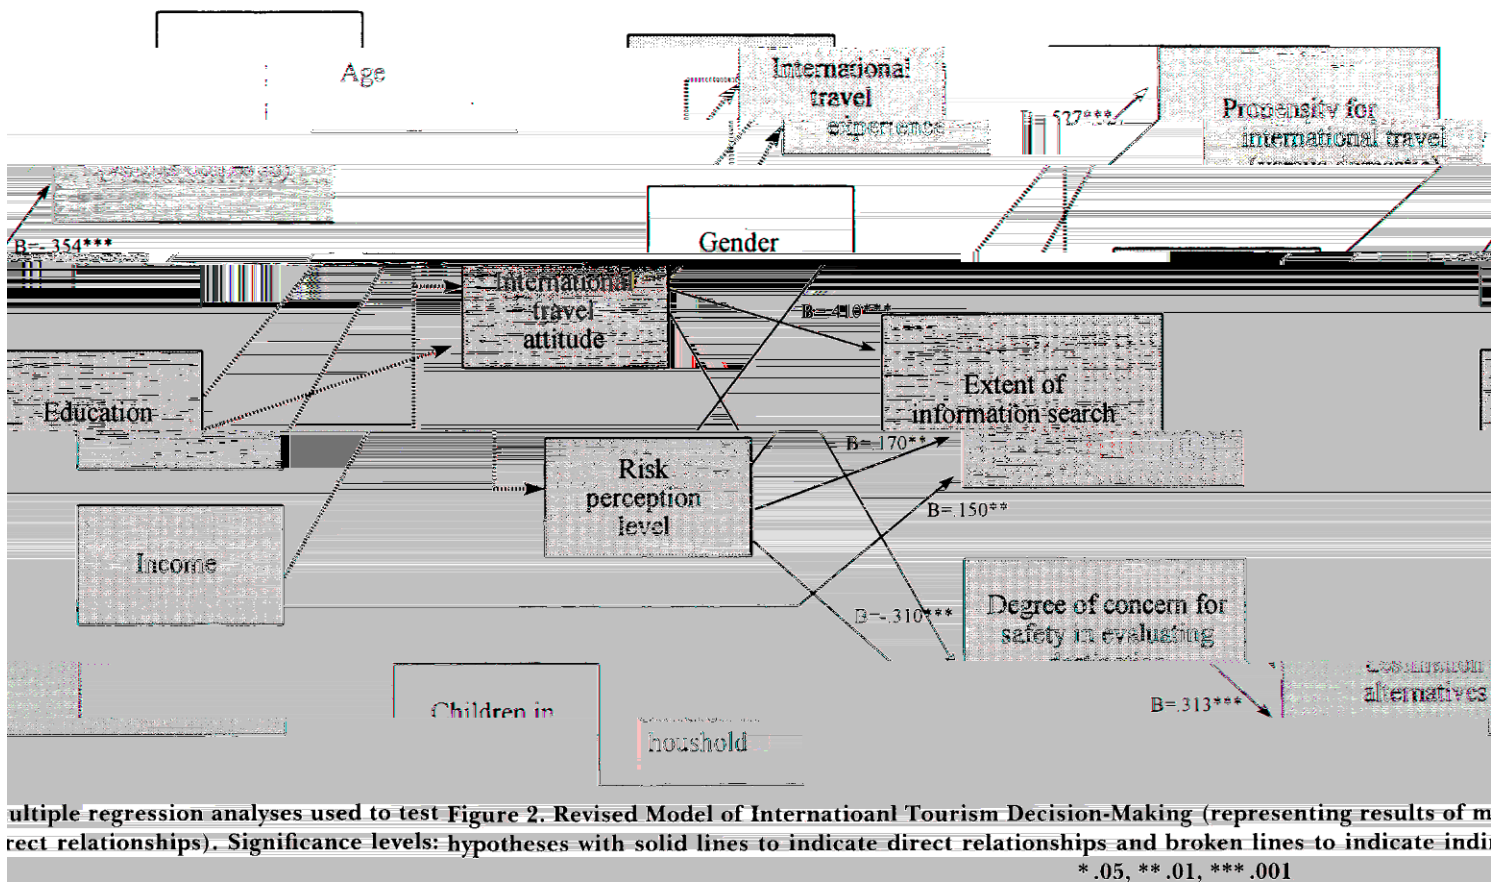 Age
International
travel
experience
B=.527***
Propensity for
international travel
B=-.354***
Gender
International
travel
attitude
B=-.410***
Extent of
information search
Education
B=.170**
Risk
perception
level
B=.150**
Income
B=-.310***
Degree of concern for
safety in evaluating
alternatives
B=.313***
Children in
houshold
ultiple regression analyses used to test Figure 2. Revised Model of Internatioanl Tourism Decision-Making (representing results of m
rect relationships). Significance levels: hypotheses with solid lines to indicate direct relationships and broken lines to indicate indi
* .05, ** .01, *** .001